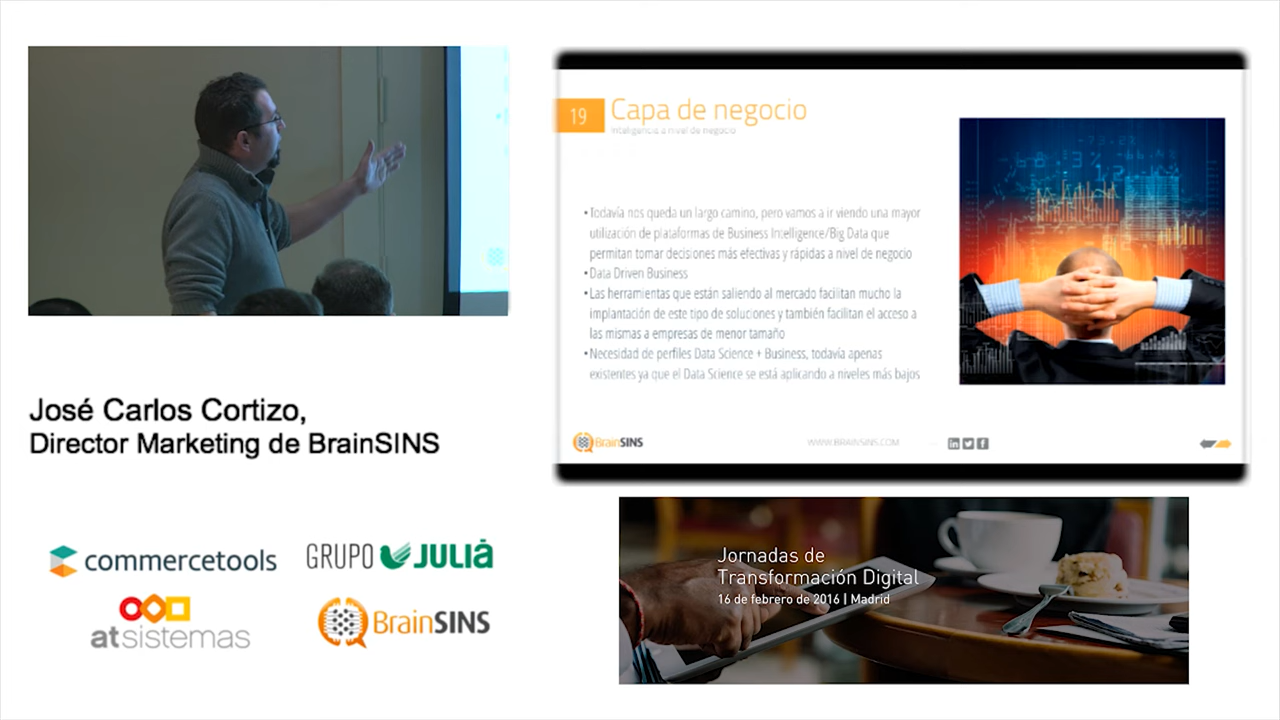 19
Capa de negocio
Inteligencia a nivel de negocio
• Todavía nos queda un largo camino, pero vamos a ir viendo una mayor
utilización de plataformas de Business Intelligence/Big Data que
permitan tomar decisiones más efectivas y rápidas a nivel de negocio
• Data Driven Business
• Las herramientas que están saliendo al mercado facilitan mucho la
implantación de este tipo de soluciones y también facilitan el acceso a
las mismas a empresas de menor tamaño
• Necesidad de perfiles Data Science + Business, todavía apenas
existentes ya que el Data Science se está aplicando a niveles más bajos
BrainSINS
WWW.BRAINSINS.COM
José Carlos Cortizo,
Director Marketing de BrainSINS
commercetools
GRUPO JULIÀ
atsistemas
BrainSINS
Jornadas de
Transformación Digital
16 de febrero de 2016 | Madrid